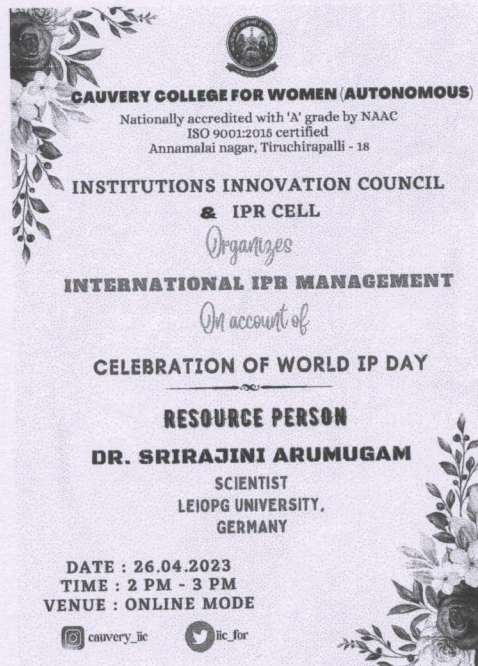 CAUVERY COLLEGE FOR WOMEN (AUTONOMOUS)
Nationally accredited with 'A' grade by NAAC
ISO 9001:2015 certified
Annamalai nagar, Tiruchirapalli - 18
INSTITUTIONS INNOVATION COUNCIL
& IPR CELL
Organizes
INTERNATIONAL IPR MANAGEMENT
On account of
CELEBRATION OF WORLD IP DAY
RESOURCE PERSON
DR. SRIRAJINI ARUMUGAM
SCIENTIST
LEIOPG UNIVERSITY,
GERMANY
DATE : 26.04.2023
TIME : 2 PM - 3 PM
VENUE : ONLINE MODE
cauvery_iic
iic_for